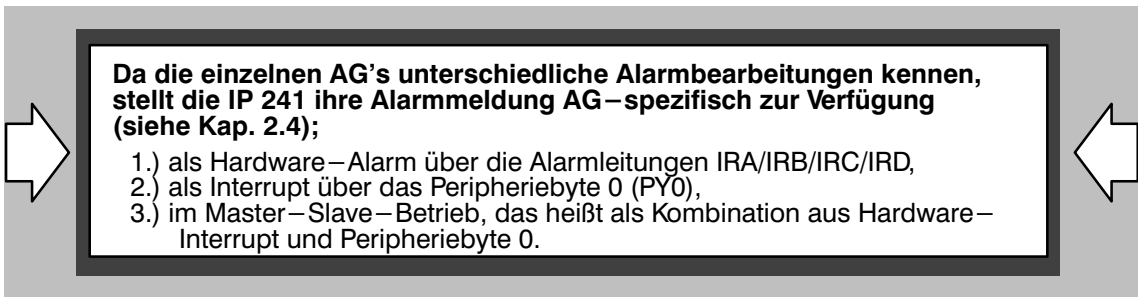 Da die einzelnen AG's unterschiedliche Alarmbearbeitungen kennen,
stellt die IP 241 ihre Alarmmeldung AG−spezifisch zur Verfügung
(siehe Kap. 2.4);
1.) als Hardware−Alarm über die Alarmleitungen IRA/IRB/IRC/IRD,
2.) als Interrupt über das Peripheriebyte 0 (PY0),
3.) im Master−Slave−Betrieb, das heißt als Kombination aus Hardware−
Interrupt und Peripheriebyte 0.